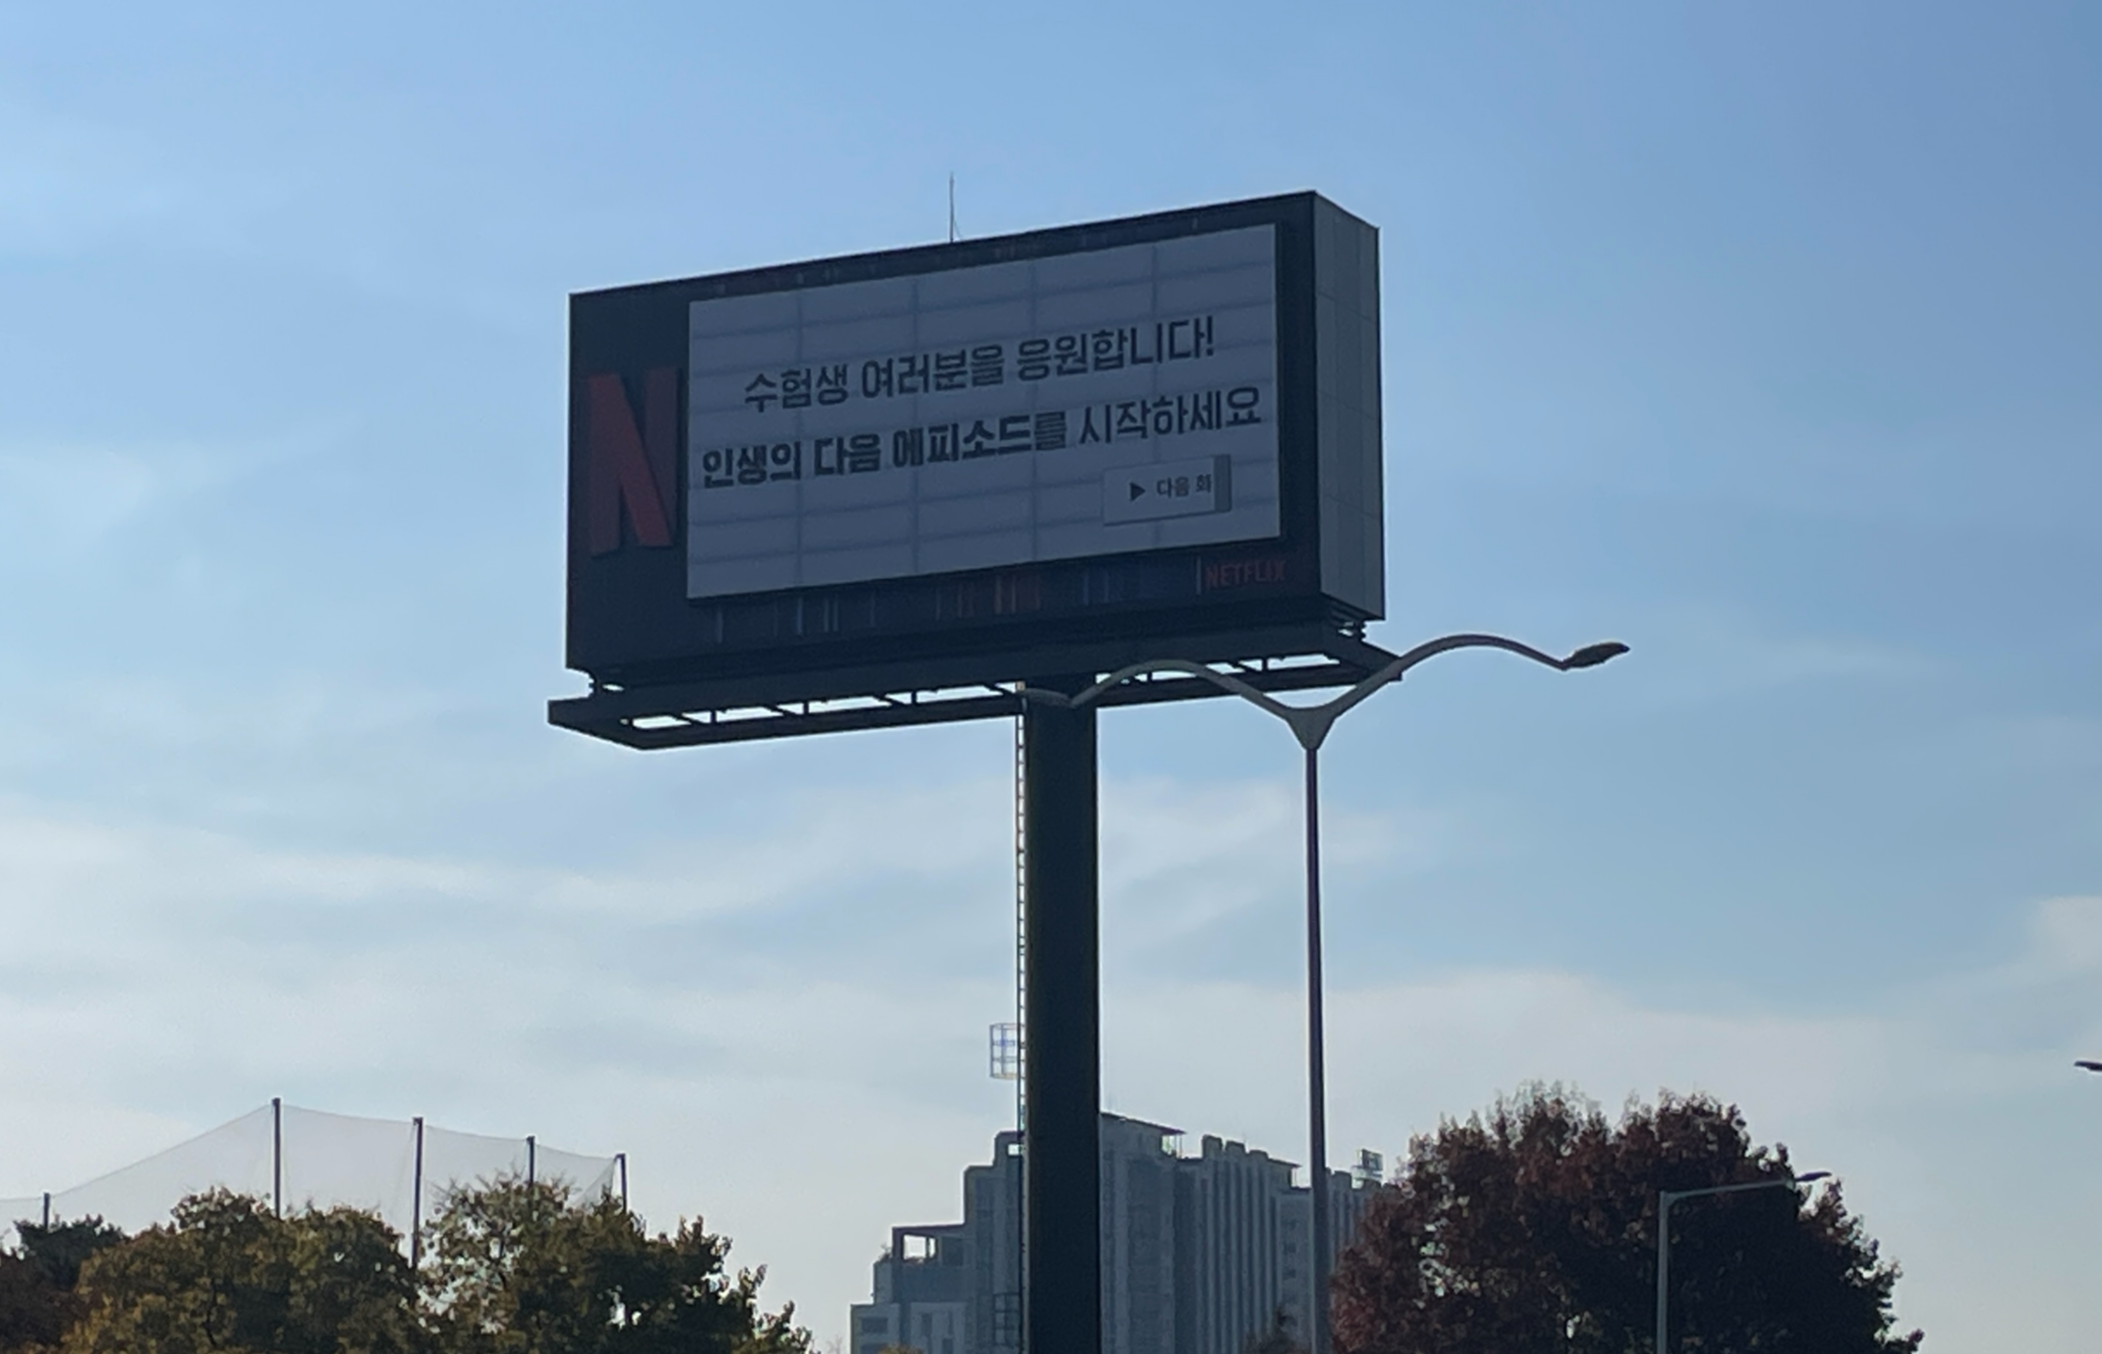 수험생 여러분을 응원합니다!
인생의 다음 에피소드를 시작하세요
▶ 다음 화
N
NETFLIX